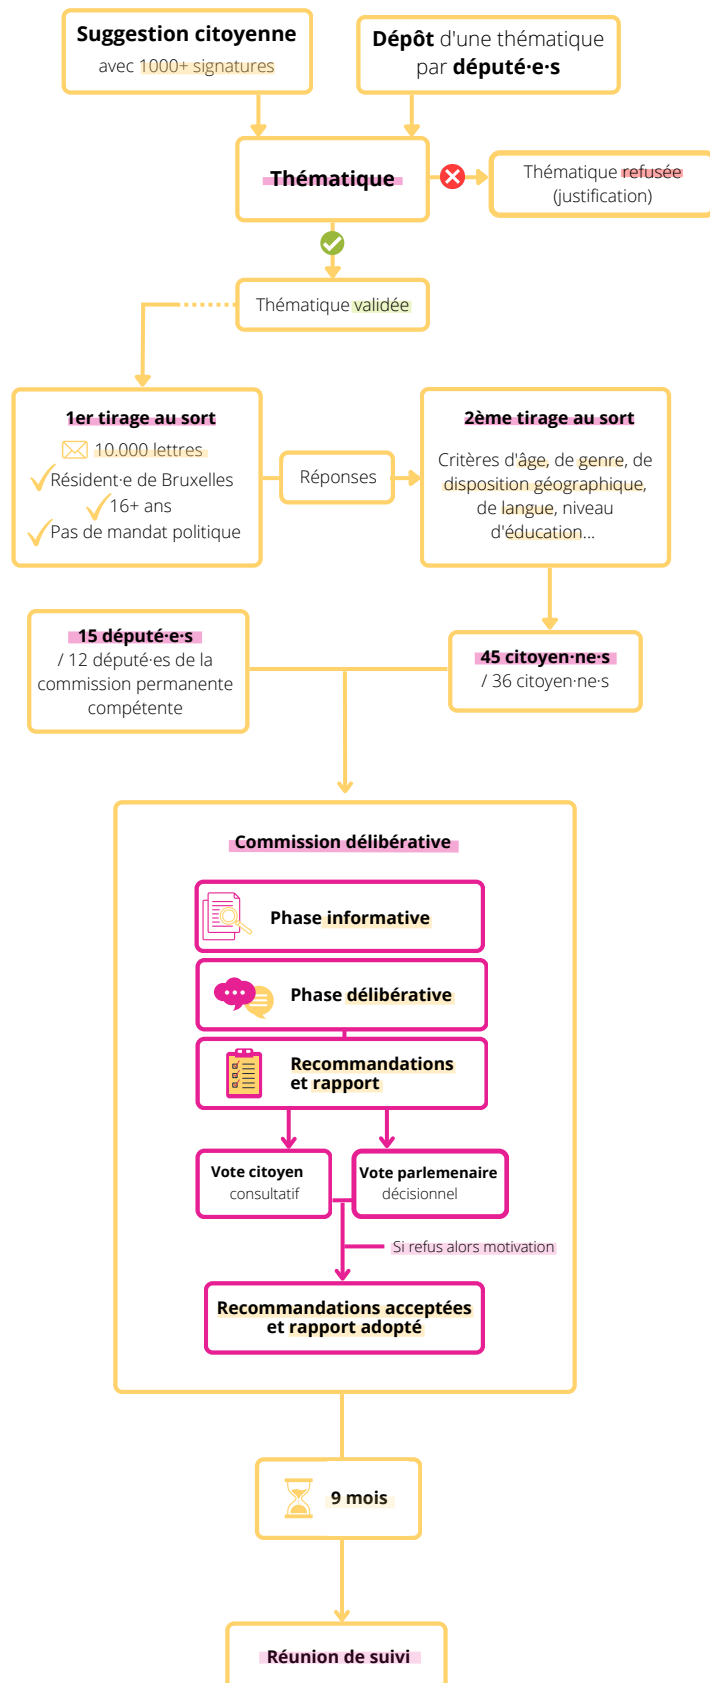 Suggestion citoyenne
avec 1000+ signatures
Dépôt d'une thématique
par député·e·s
Thématique
Thématique refusée
(justification)
Thématique validée
1er tirage au sort
10.000 lettres
Résident·e de Bruxelles
16+ ans
Pas de mandat politique
Réponses
2ème tirage au sort
Critères d'âge, de genre, de
disposition géographique,
de langue, niveau
d'éducation...
15 député·e·s
/ 12 député·es de la
commission permanente
compétente
45 citoyen·ne·s
/ 36 citoyen·ne·s
Commission délibérative
Phase informative
Phase délibérative
Recommandations
et rapport
Vote citoyen
consultatif
Vote parlemenaire
décisionnel
Si refus alors motivation
Recommandations acceptées
et rapport adopté
9 mois
Réunion de suivi